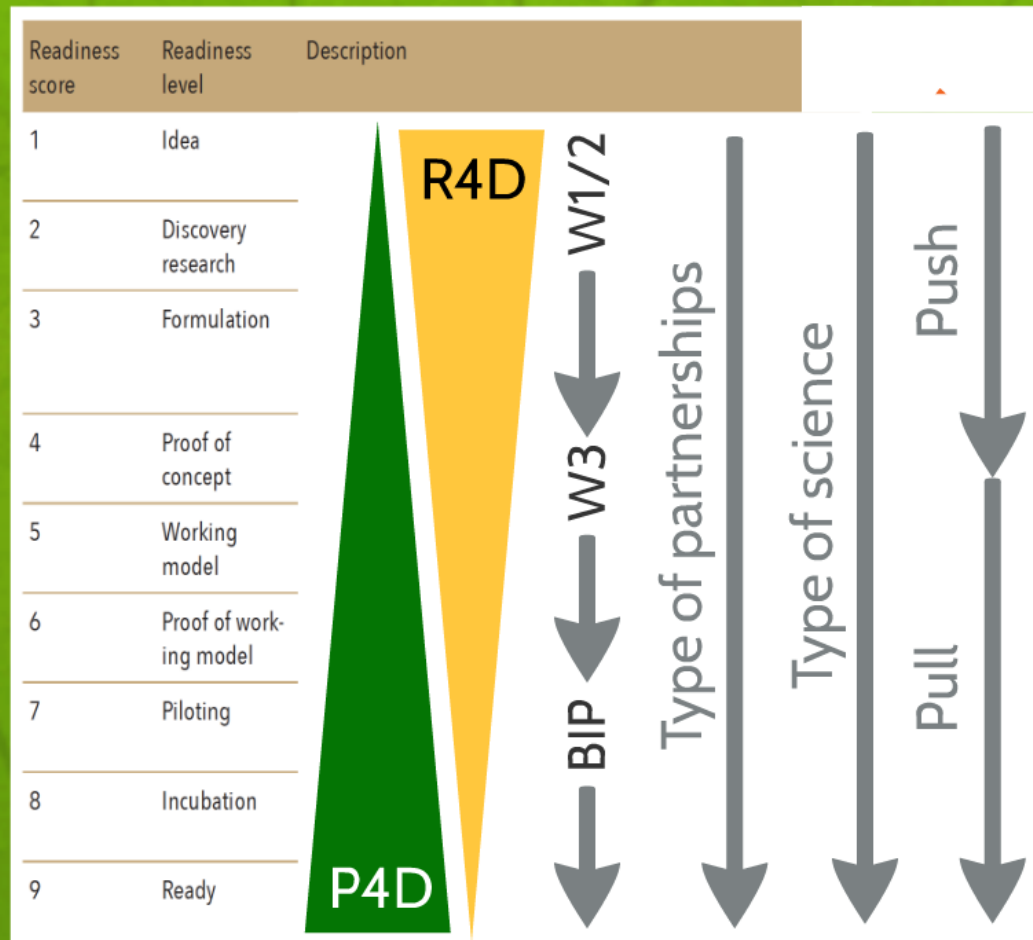 Readiness score
Readiness level
Description
1
Idea
2
Discovery
research
3
Formulation
4
Proof of
concept
5
Working
model
6
Proof of work-
ing model
7
Piloting
8
Incubation
9
Ready
R4D
P4D
W1/2
W3
BIP
Type of partnerships
Type of science
Push
Pull